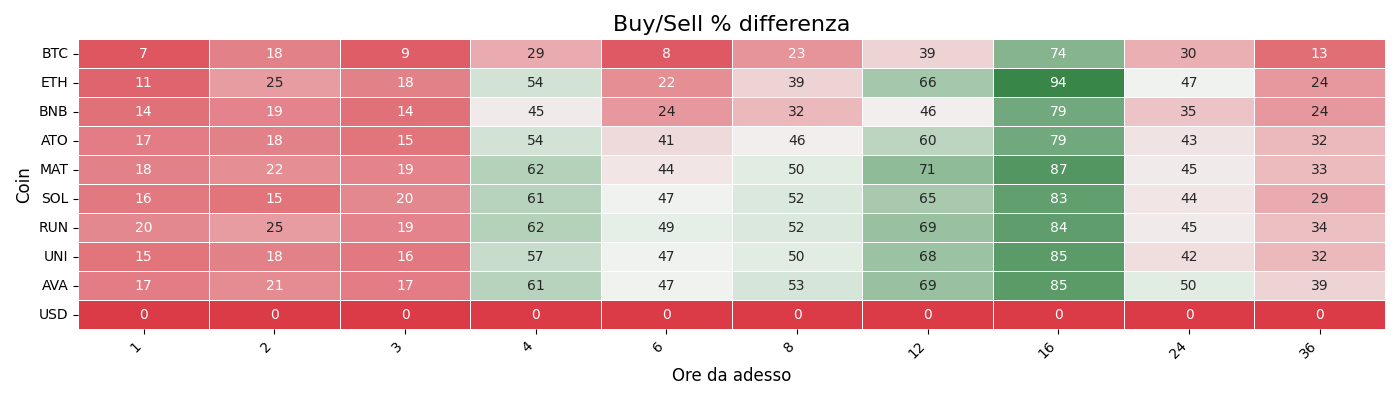 Buy/Sell % differenza
Coin
BTC 7 18 9 29 8 23 39 74 30 13
ETH 11 25 18 54 22 39 66 94 47 24
BNB 14 19 14 45 24 32 46 79 35 24
ATO 17 18 15 54 41 46 60 79 43 32
MAT 18 22 19 62 44 50 71 87 45 33
SOL 16 15 20 61 47 52 65 83 44 29
RUN 20 25 19 62 49 52 69 84 45 34
UNI 15 18 16 57 47 50 68 85 42 32
AVA 17 21 17 61 47 53 69 85 50 39
USD 0 0 0 0 0 0 0 0 0 0
1 2 3 4 6 8 12 16 24 36
Ore da adesso